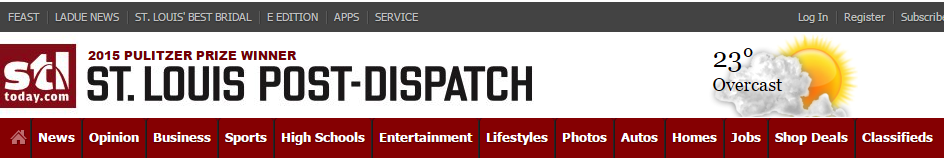 FEAST LADUE NEWS ST. LOUIS' BEST BRIDAL E EDITION APPS SERVICE Log In Register Subscribe
stl
today.com
2015 PULITZER PRIZE WINNER
ST. LOUIS POST-DISPATCH
23°
Overcast
News Opinion Business Sports High Schools Entertainment Lifestyles Photos Autos Homes Jobs Shop Deals Classifieds